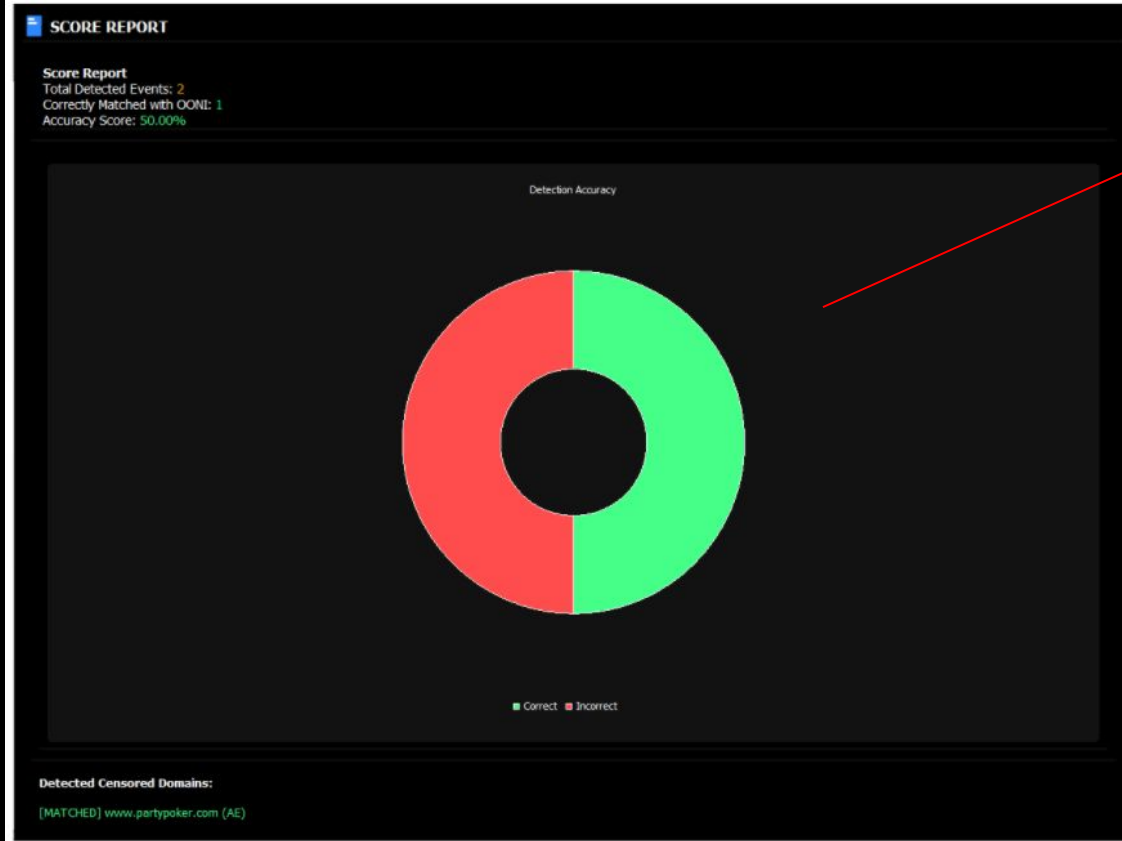 SCORE REPORT
Score Report
Total Detected Events: 2
Correctly Matched with OONI: 1
Accuracy Score: 50.00%
Detection Accuracy
Correct Incorrect
Detected Censored Domains:
[MATCHED] www.partypoker.com (AE)